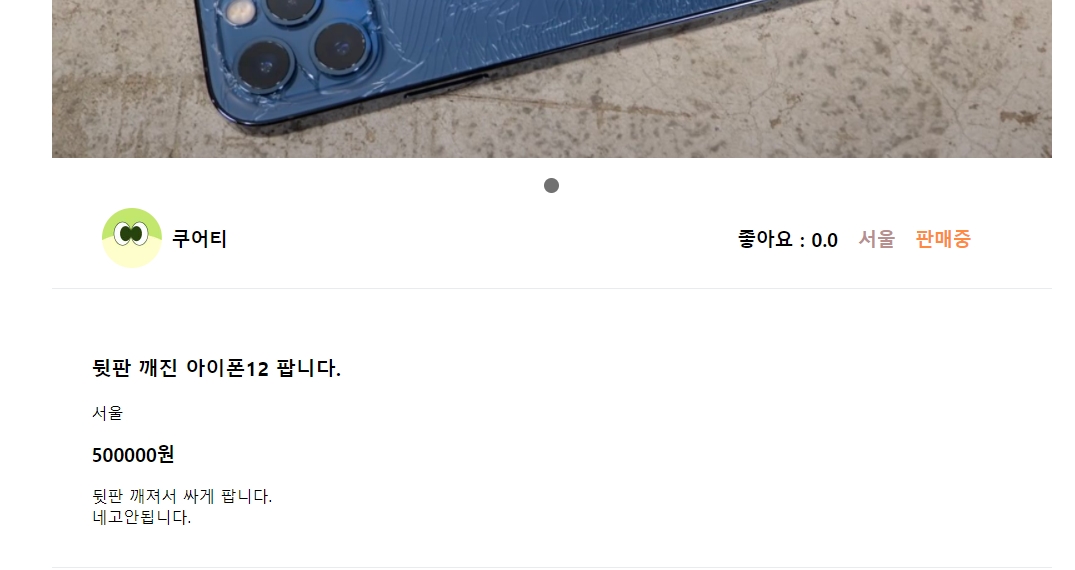 쿠어티
좋아요 : 0.0 서울 판매중
뒷판 깨진 아이폰12 팝니다.
서울
500000원
뒷판 깨져서 싸게 팝니다.
네고안됩니다.